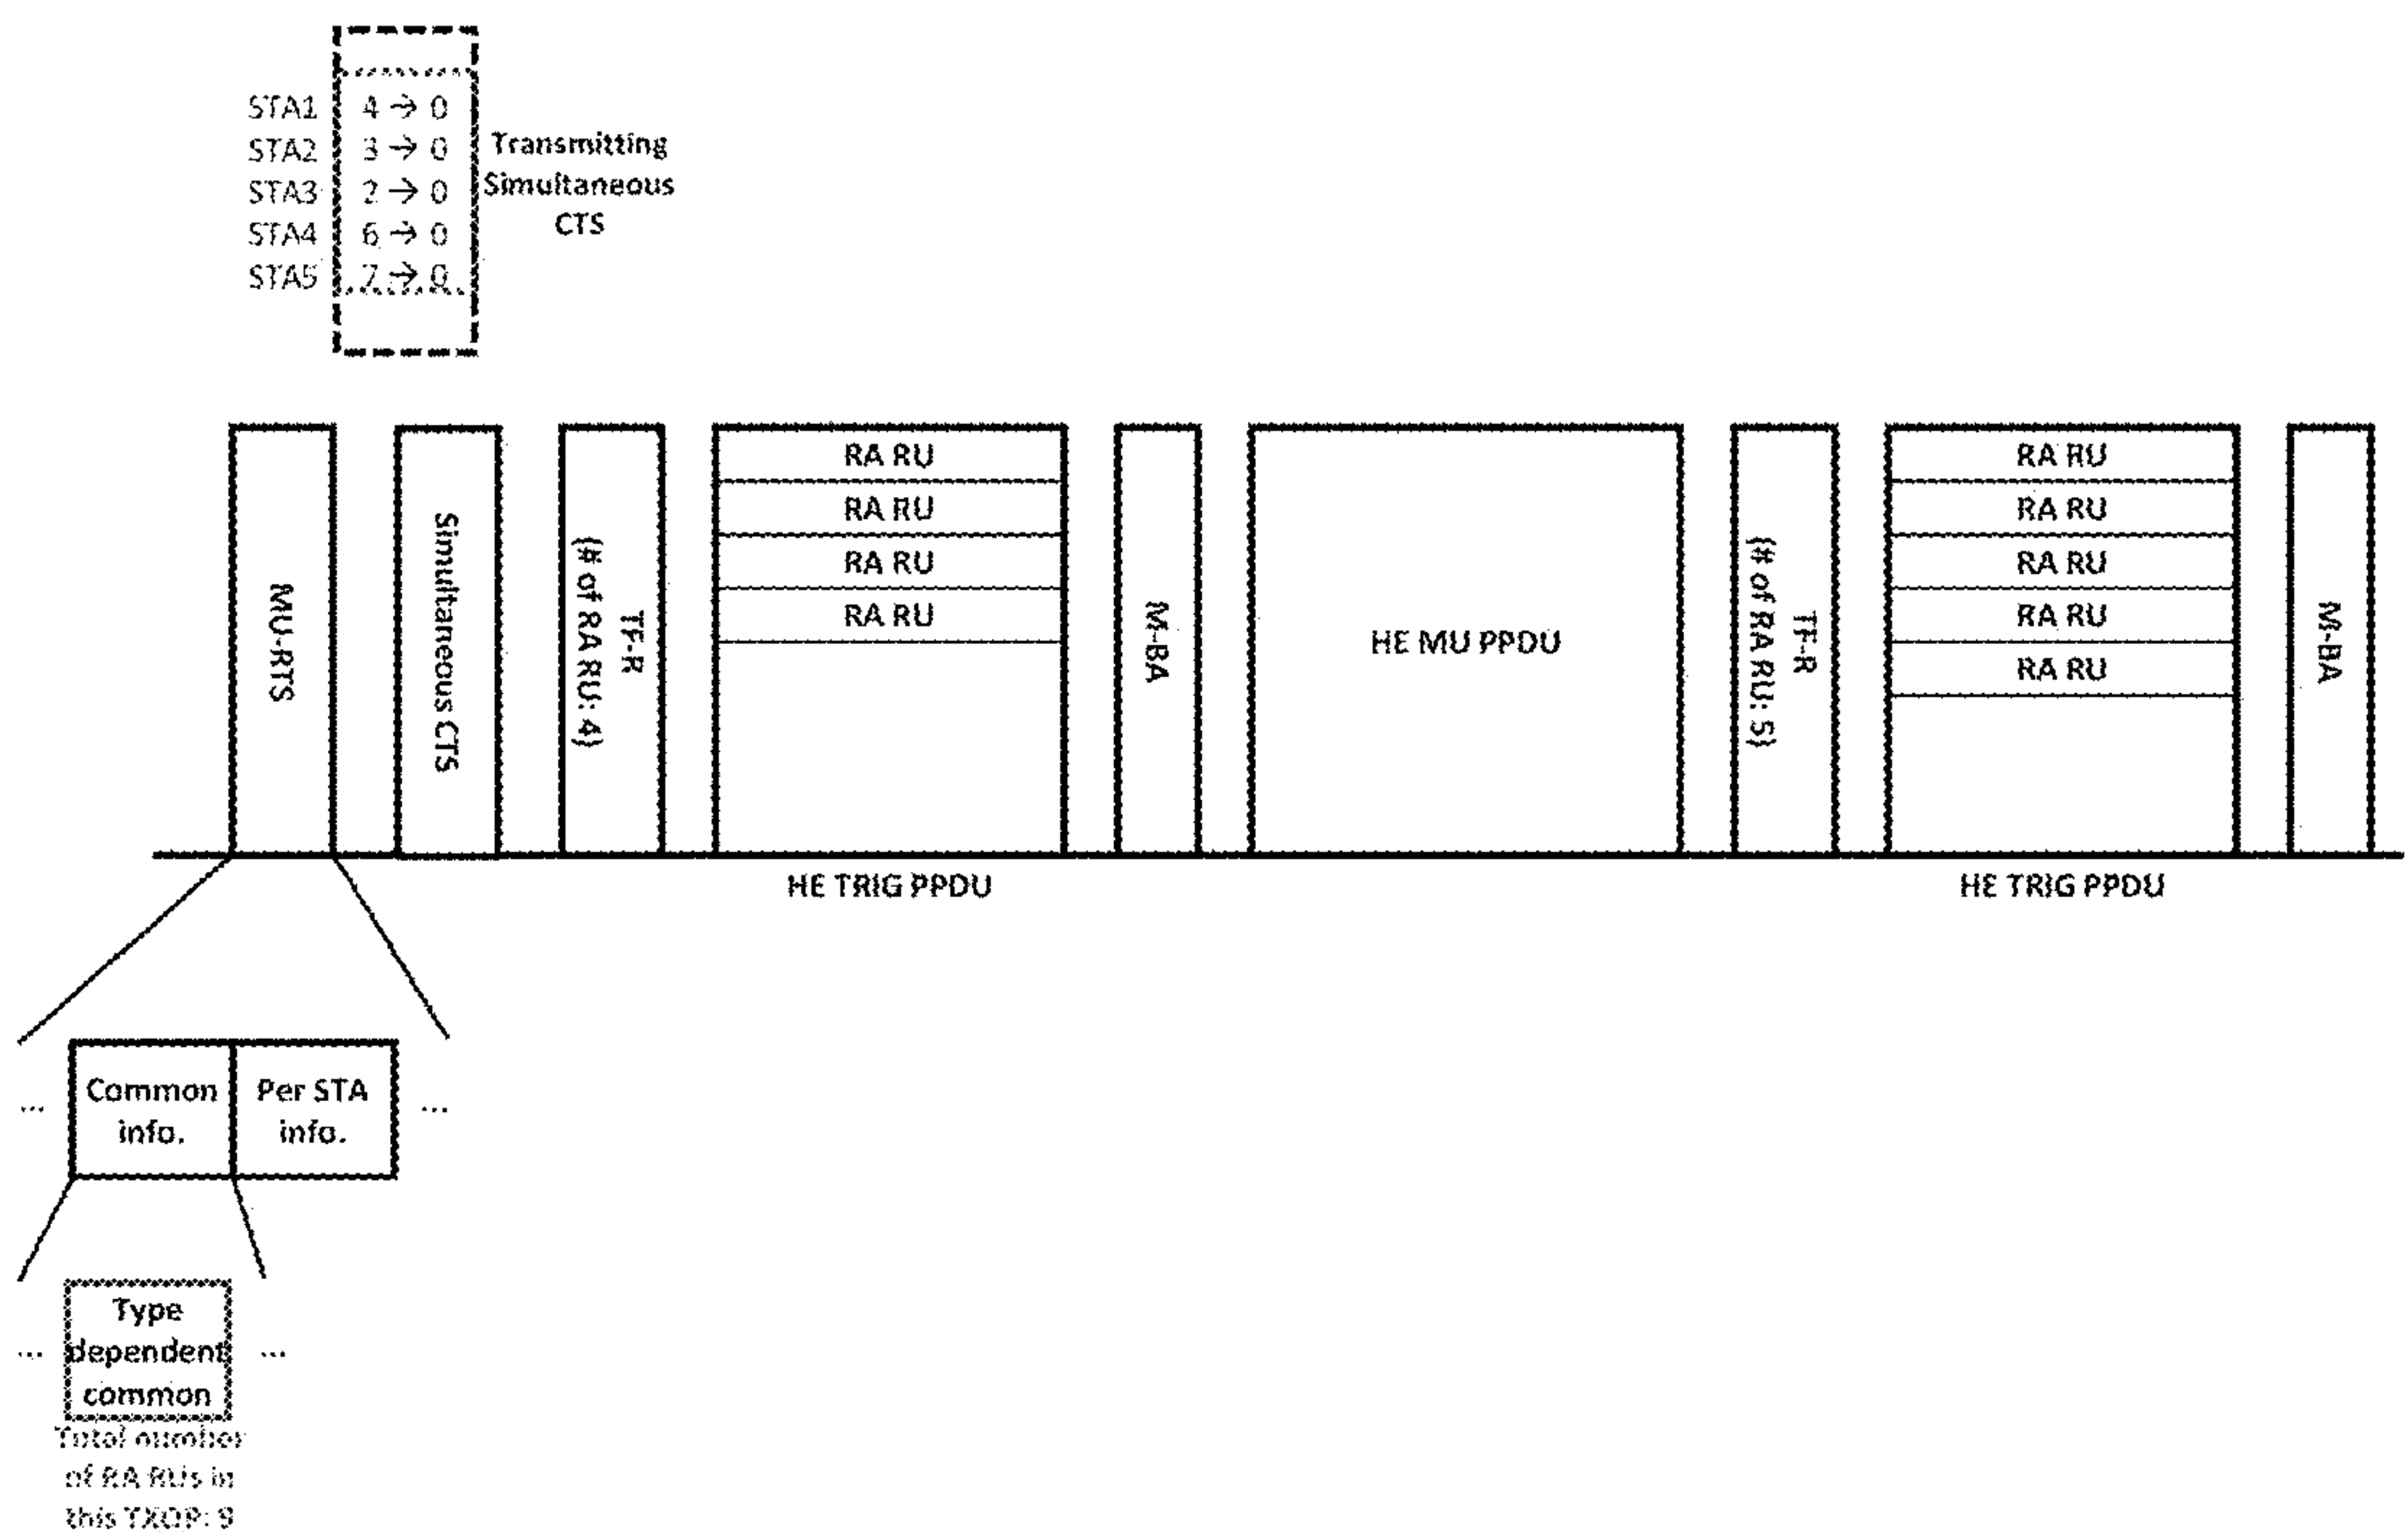 STA1 4 → 0
STA2 3 → 0
STA3 2 → 0
STA4 6 → 0
STA5 7 → 0
Transmitting
Simultaneous
CTS
MU-RTS
Simultaneous CTS
TF-R
(# of RA RU: 4)
RA RU
RA RU
RA RU
RA RU
M-BA
HE MU PPDU
TF-R
(# of RA RU: 5)
RA RU
RA RU
RA RU
RA RU
RA RU
M-BA
HE TRIG PPDU
HE TRIG PPDU
...
Common
info.
Per STA
info.
...
...
Type
dependent
common
...
Total number
of RA RUs in
this TXOP: 9